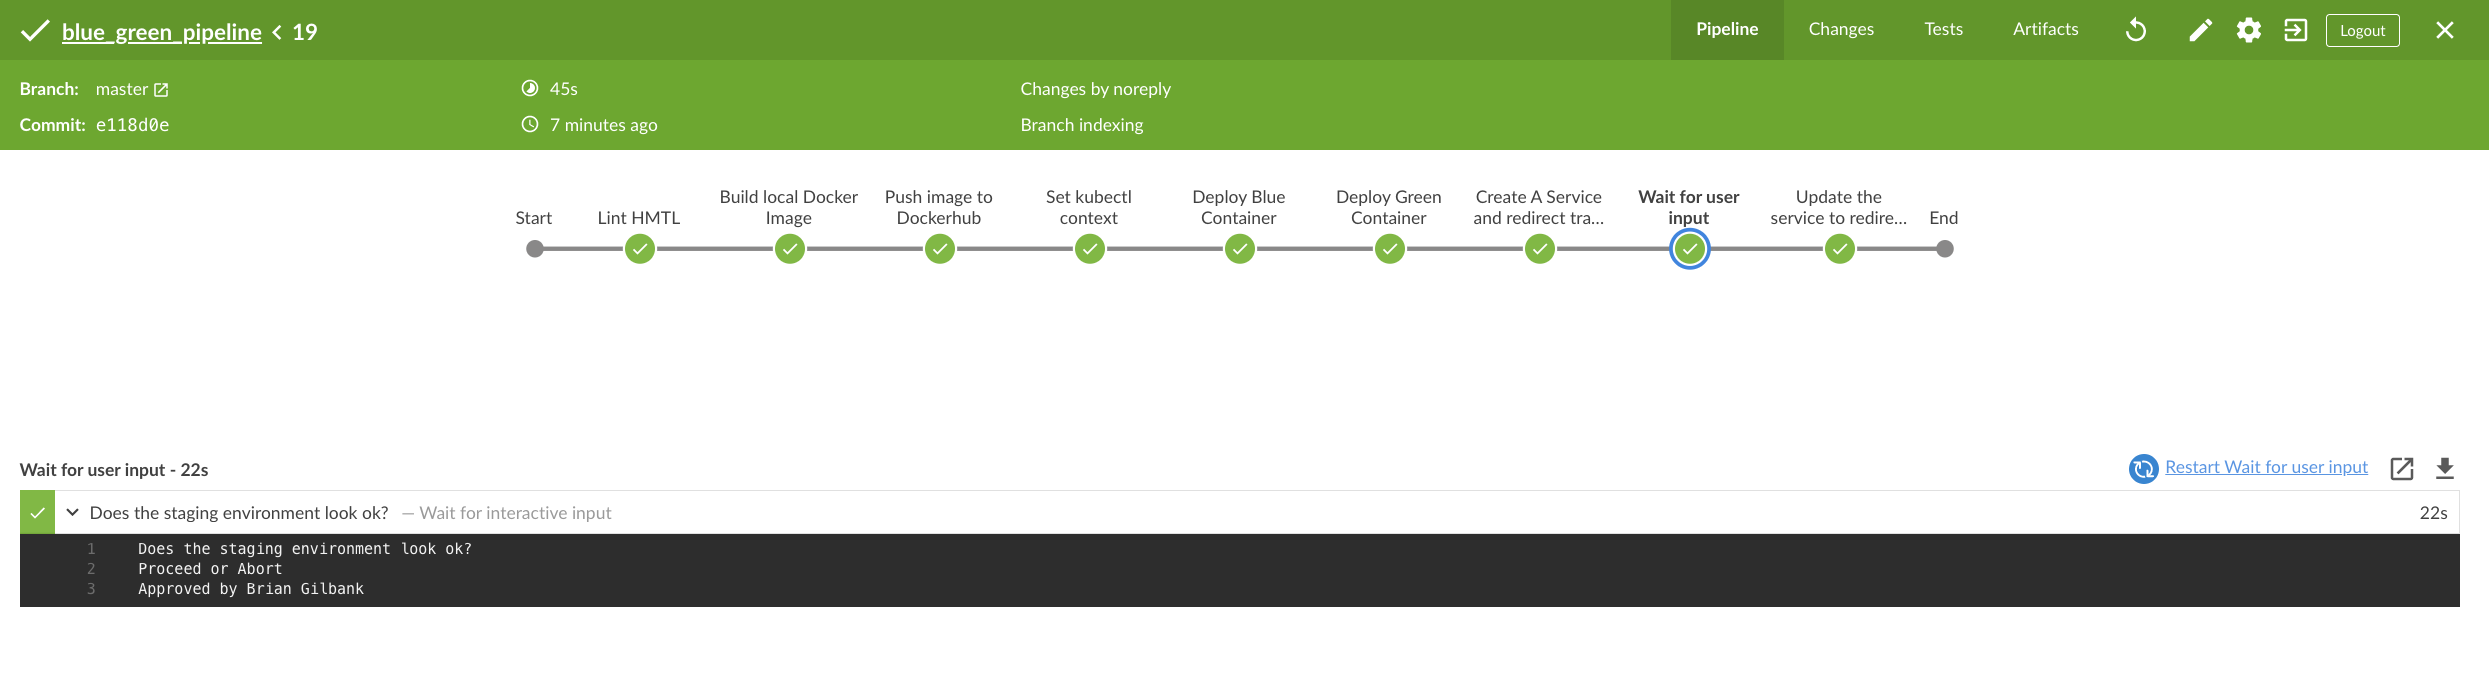 blue_green_pipeline < 19
Pipeline
Changes
Tests
Artifacts
Logout
Branch: master
45s
Changes by noreply
Commit: e118d0e
7 minutes ago
Branch indexing
Start
Lint HMTL
Build local Docker
Image
Push image to
Dockerhub
Set kubectl
context
Deploy Blue
Container
Deploy Green
Container
Create A Service
and redirect tra...
Wait for user
input
Update the
service to redire...
End
Wait for user input - 22s
Restart Wait for user input
Does the staging environment look ok? — Wait for interactive input
22s
1 Does the staging environment look ok?
2 Proceed or Abort
3 Approved by Brian Gilbank